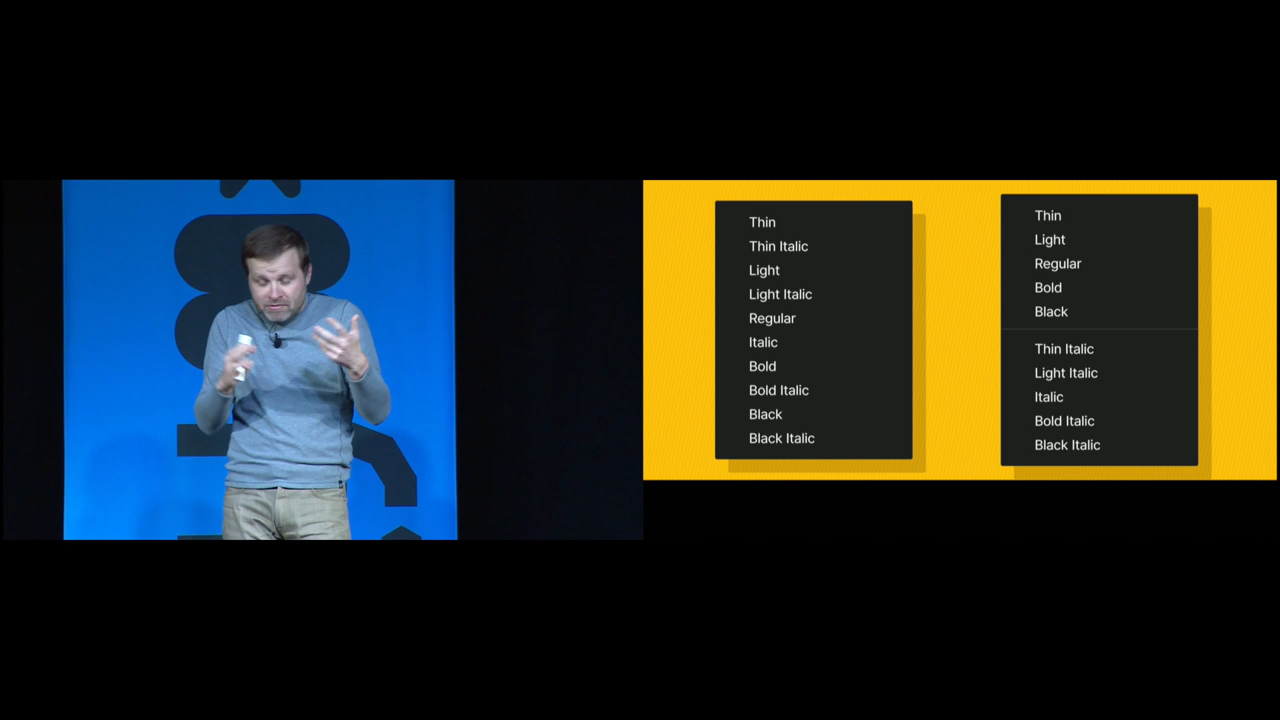 Thin
Thin Italic
Light
Light Italic
Regular
Italic
Bold
Bold Italic
Black
Black Italic
Thin
Light
Regular
Bold
Black
Thin Italic
Light Italic
Italic
Bold Italic
Black Italic